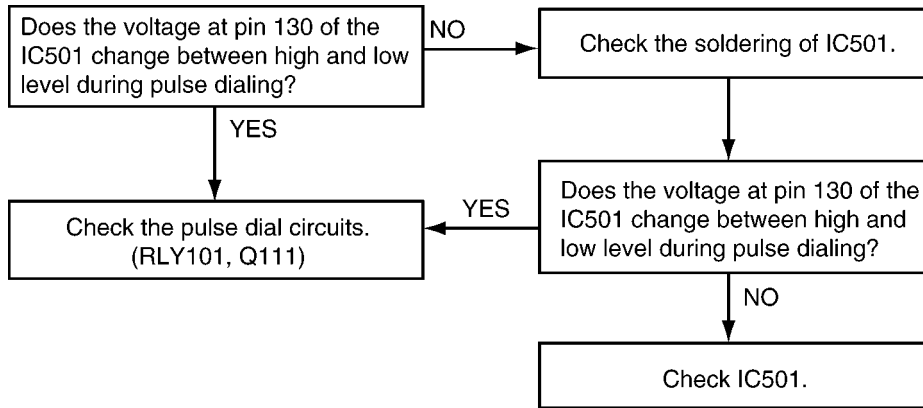 Does the voltage at pin 130 of the
IC501 change between high and low
level during pulse dialing?
NO
Check the soldering of IC501.
YES
Does the voltage at pin 130 of the
IC501 change between high and
low level during pulse dialing?
YES
Check the pulse dial circuits.
(RLY101, Q111)
NO
Check IC501.